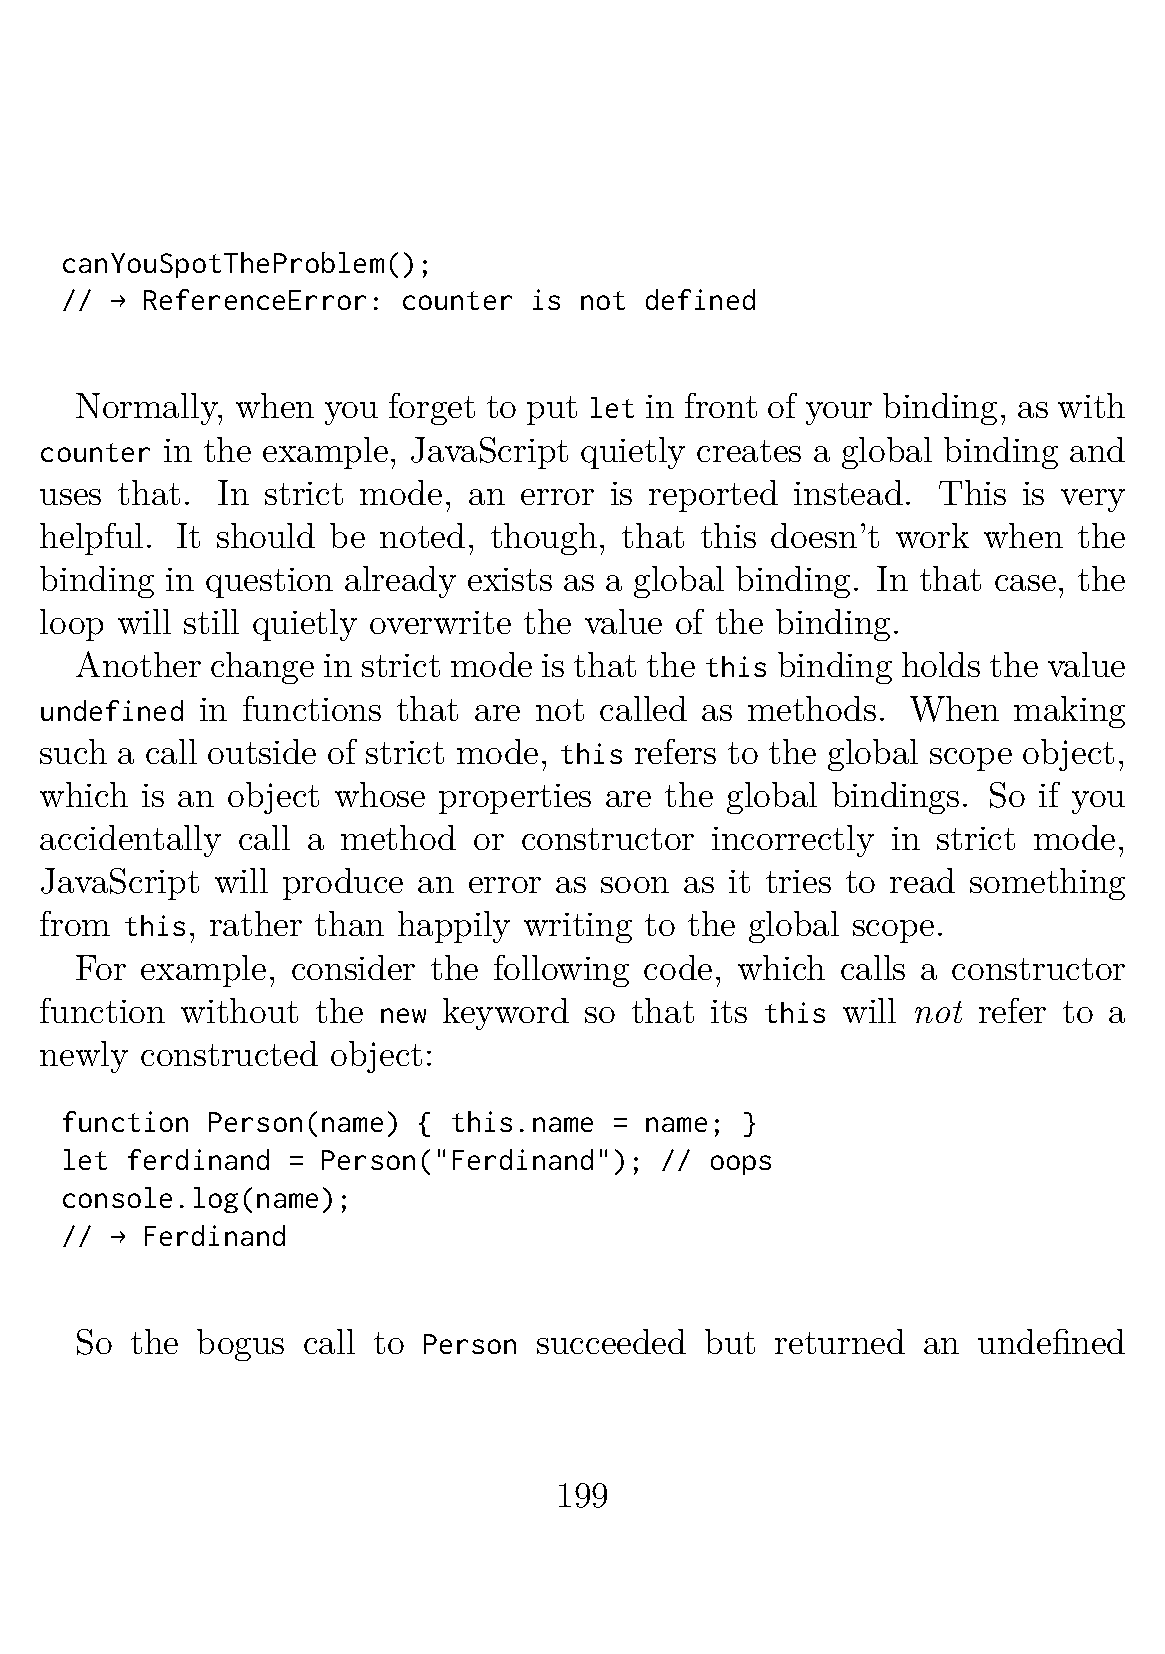 canYouSpotTheProblem();
// → ReferenceError: counter is not defined
Normally, when you forget to put let in front of your binding, as with
counter in the example, JavaScript quietly creates a global binding and
uses that. In strict mode, an error is reported instead. This is very
helpful. It should be noted, though, that this doesn't work when the
binding in question already exists as a global binding. In that case, the
loop will still quietly overwrite the value of the binding.
Another change in strict mode is that the this binding holds the value
undefined in functions that are not called as methods. When making
such a call outside of strict mode, this refers to the global scope object,
which is an object whose properties are the global bindings. So if you
accidentally call a method or constructor incorrectly in strict mode,
JavaScript will produce an error as soon as it tries to read something
from this, rather than happily writing to the global scope.
For example, consider the following code, which calls a constructor
function without the new keyword so that its this will not refer to a
newly constructed object:
function Person(name) { this.name = name; }
let ferdinand = Person("Ferdinand"); // oops
console.log(name);
// → Ferdinand
So the bogus call to Person succeeded but returned an undefined
199